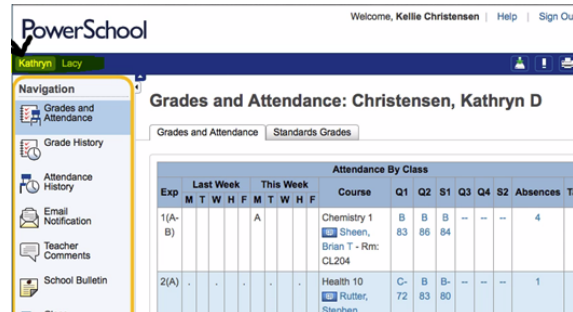 PowerSchool
Welcome, Kellie Christensen | Help | Sign Ou
Kathryn Lacy
Navigation
Grades and
Attendance
Grade History
Attendance
History
Email
Notification
Teacher
Comments
School Bulletin
Grades and Attendance: Christensen, Kathryn D
Grades and Attendance Standards Grades
Attendance By Class
Exp Last Week This Week Course Q1 Q2 S1 Q3 Q4 S2 Absences T
M T W H F M T W H F
1(A-B) A Chemistry 1 B B B -- -- -- 4
Sheen, 83 86 84
Brian T - Rm:
CL204
2(A) . . . . . . Health 10 C- B B- -- -- -- 1
Rutter, 72 83 80
Stephen